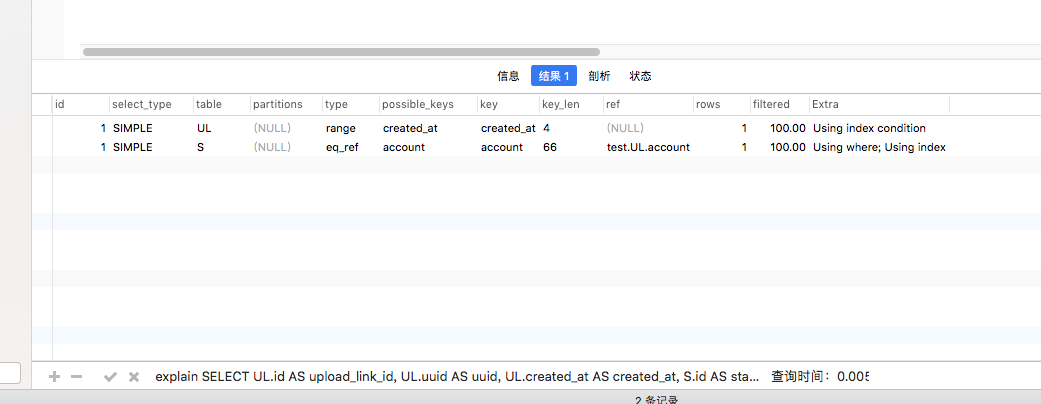 信息 结果 1 剖析 状态
id select_type table partitions type possible_keys key key_len ref rows filtered Extra
1 SIMPLE UL (NULL) range created_at created_at 4 (NULL) 1 100.00 Using index condition
1 SIMPLE S (NULL) eq_ref account account 66 test.UL.account 1 100.00 Using where; Using index
explain SELECT UL.id AS upload_link_id, UL.uuid AS uuid, UL.created_at AS created_at, S.id AS sta... 查询时间：0.005
2 条记录